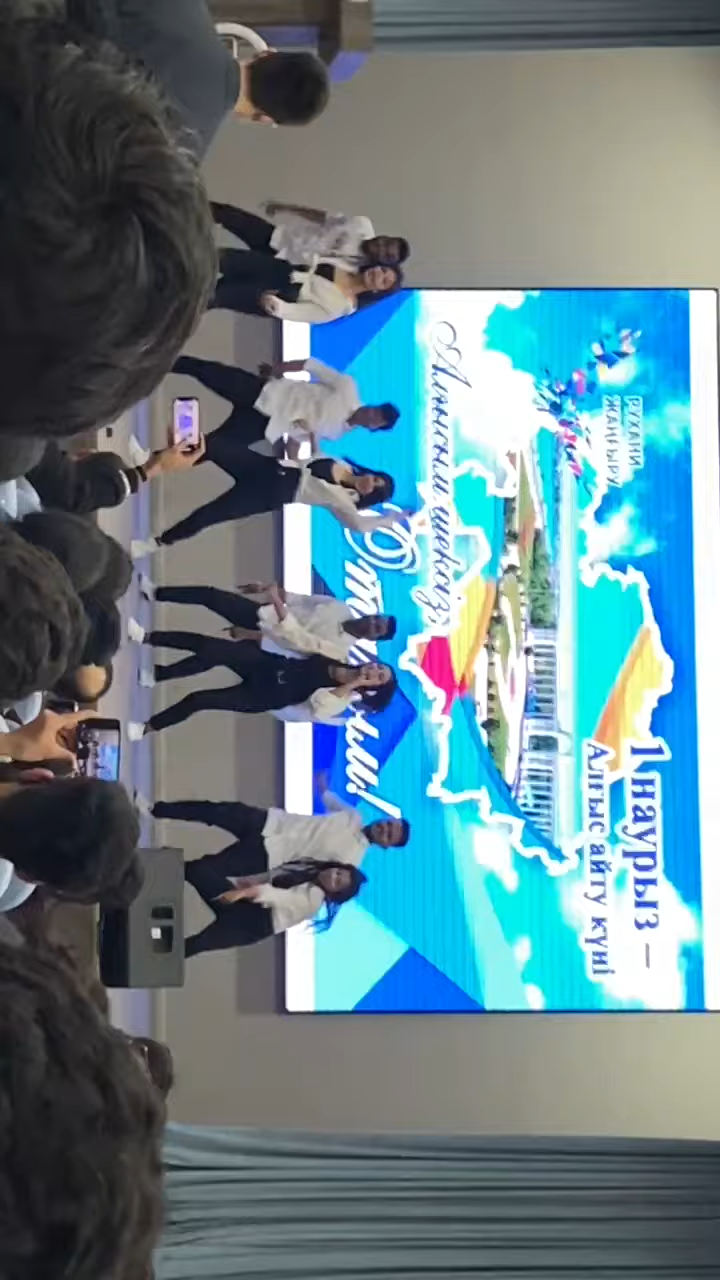 РУХАНИ
ЖАҢҒЫРУ
1 наурыз –
Алғыс айту күні
Алғысым шексіз,